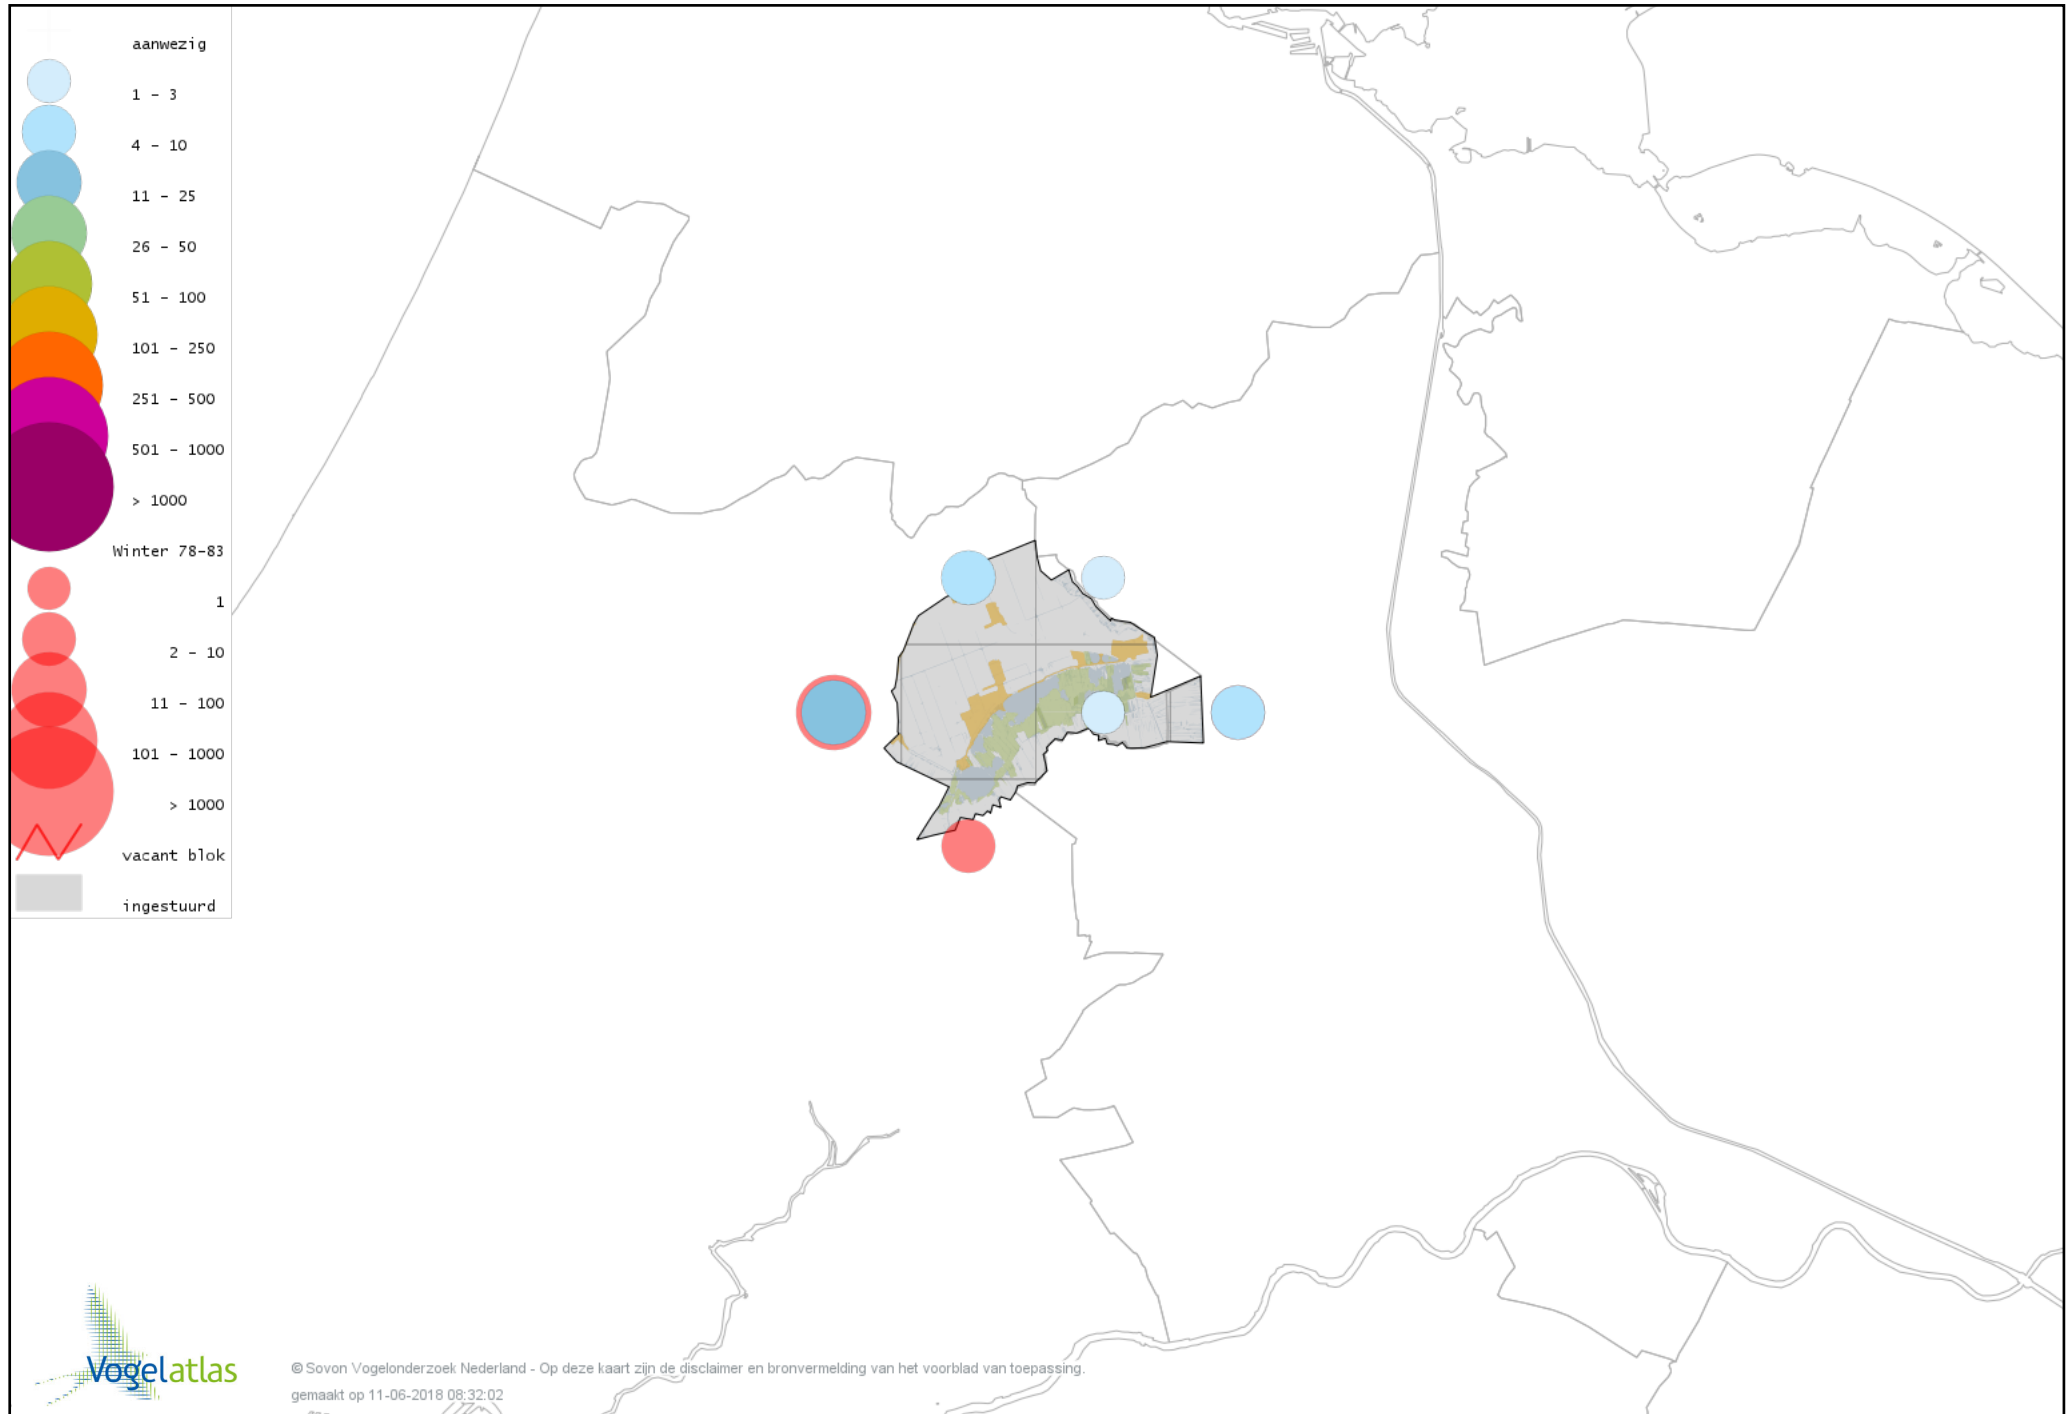 aanwezig
1 - 3
4 - 10
11 - 25
26 - 50
51 - 100
101 - 250
251 - 500
501 - 1000
> 1000
Winter 78-83
1
2 - 10
11 - 100
101 - 1000
> 1000
vacant blok
ingestuurd
Vogelatlas
© Sovon Vogelonderzoek Nederland - Op deze kaart zijn de disclaimer en bronvermelding van het voorblad van toepassing.
gemaakt op 11-06-2018 08:32:02